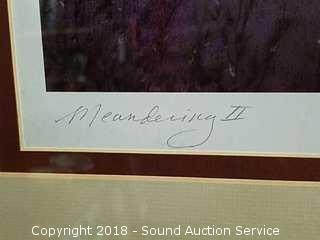 Meandering II
Copyright 2018 - Sound Auction Service